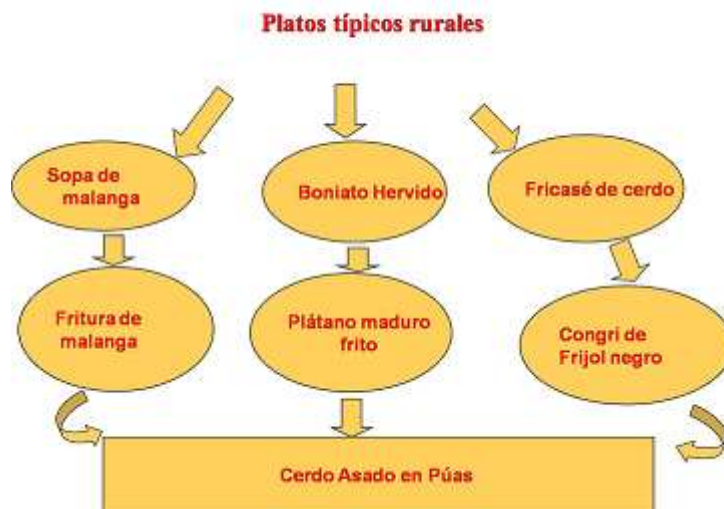 Platos típicos rurales
Sopa de
malanga
Boniato Hervido
Fricasé de cerdo
Fritura de
malanga
Plátano maduro
frito
Congri de
Frijol negro
Cerdo Asado en Púas